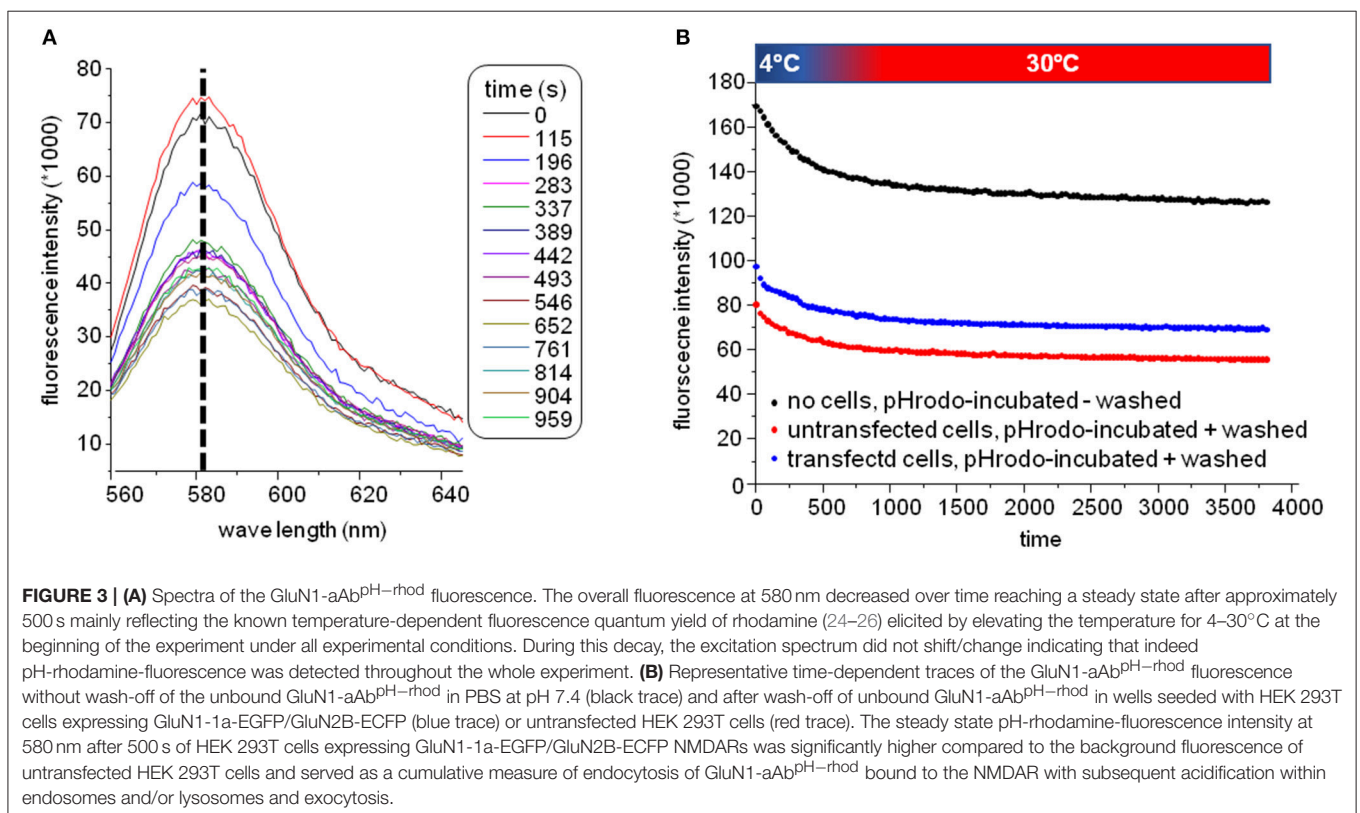 A
80
70
60
50
40
30
20
10
fluorescence intensity (*1000)
560 580 600 620 640
wave length (nm)
time (s)
0
115
196
283
337
389
442
493
546
652
761
814
904
959
B
4°C 30°C
180
160
140
120
100
80
60
40
20
0
fluorscecne intensity (*1000)
no cells, pHrodo-incubated - washed
untransfected cells, pHrodo-incubated + washed
transfectd cells, pHrodo-incubated + washed
0 500 1000 1500 2000 2500 3000 3500 4000
time
FIGURE 3 | (A) Spectra of the GluN1-aAbpH−rhod fluorescence. The overall fluorescence at 580 nm decreased over time reaching a steady state after approximately
500 s mainly reflecting the known temperature-dependent fluorescence quantum yield of rhodamine (24–26) elicited by elevating the temperature for 4–30°C at the
beginning of the experiment under all experimental conditions. During this decay, the excitation spectrum did not shift/change indicating that indeed
pH-rhodamine-fluorescence was detected throughout the whole experiment. (B) Representative time-dependent traces of the GluN1-aAbpH−rhod fluorescence
without wash-off of the unbound GluN1-aAbpH−rhod in PBS at pH 7.4 (black trace) and after wash-off of unbound GluN1-aAbpH−rhod in wells seeded with HEK 293T
cells expressing GluN1-1a-EGFP/GluN2B-ECFP (blue trace) or untransfected HEK 293T cells (red trace). The steady state pH-rhodamine-fluorescence intensity at
580 nm after 500 s of HEK 293T cells expressing GluN1-1a-EGFP/GluN2B-ECFP NMDARs was significantly higher compared to the background fluorescence of
untransfected HEK 293T cells and served as a cumulative measure of endocytosis of GluN1-aAbpH−rhod bound to the NMDAR with subsequent acidification within
endosomes and/or lysosomes and exocytosis.